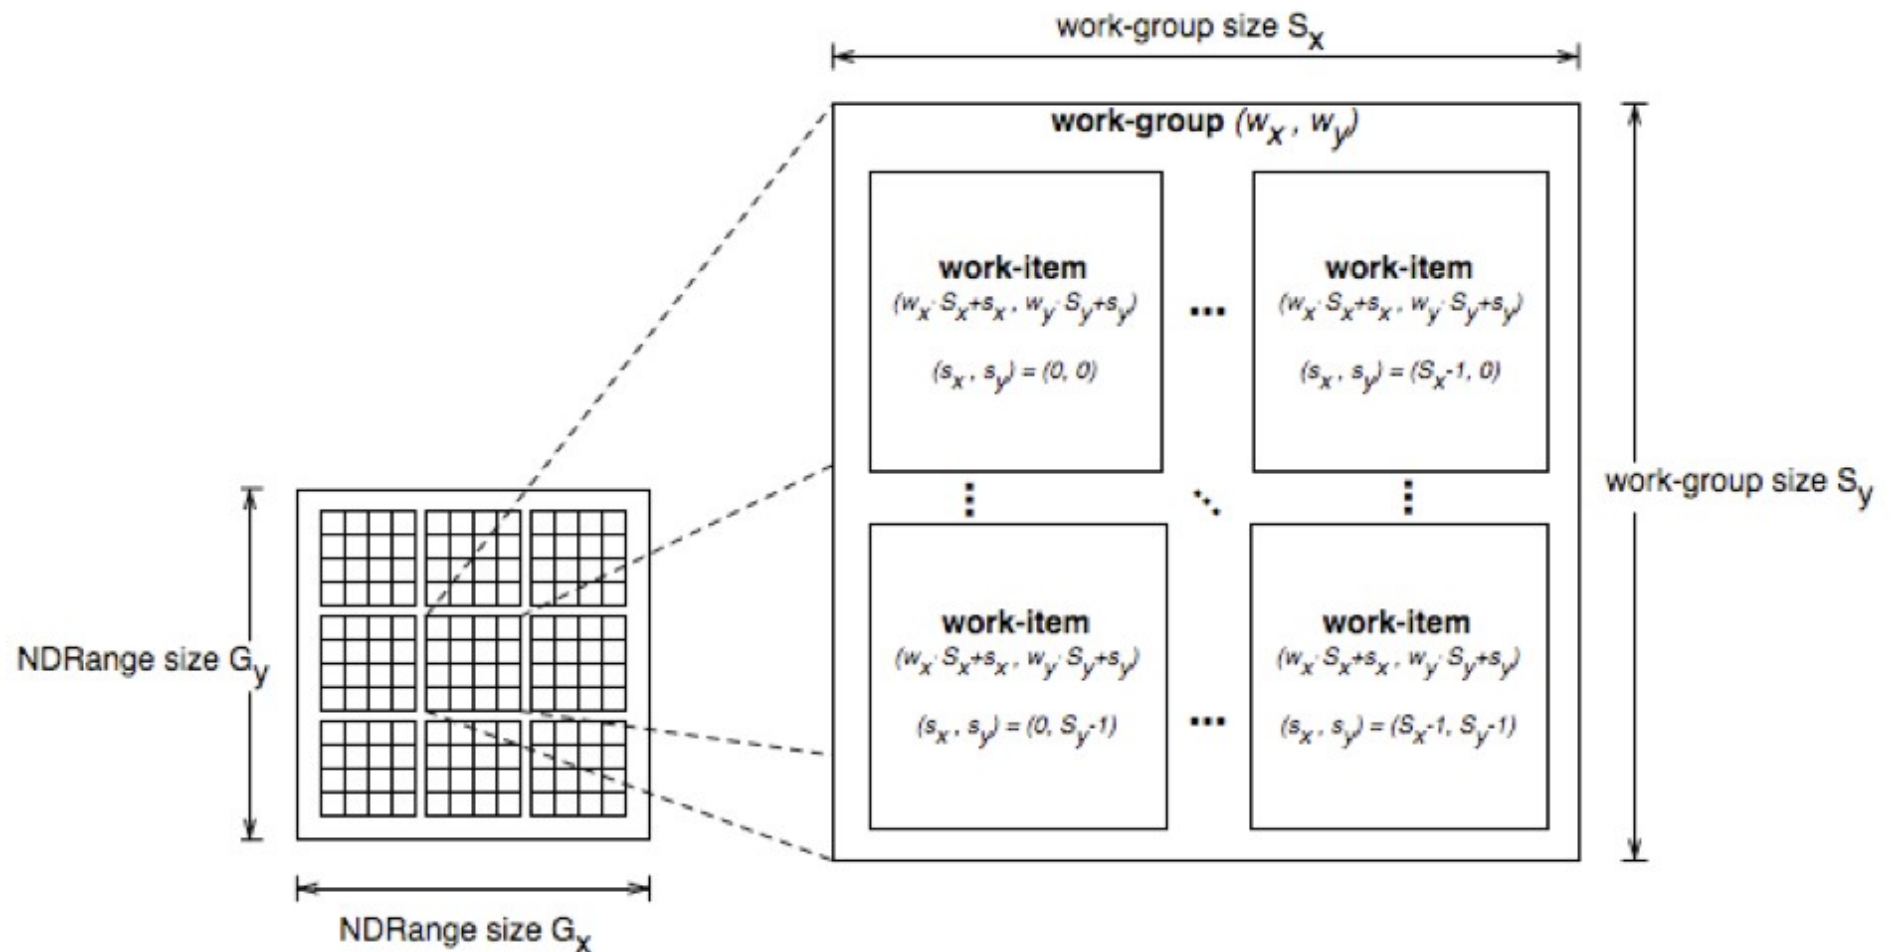 work-group size Sx
work-group (wx , wy)
work-item
(wx· Sx+sx , wy· Sy+sy)
(sx , sy) = (0, 0)
...
work-item
(wx· Sx+sx , wy· Sy+sy)
(sx , sy) = (Sx-1, 0)
work-group size Sy
work-item
(wx· Sx+sx , wy· Sy+sy)
(sx , sy) = (0, Sy-1)
...
work-item
(wx· Sx+sx , wy· Sy+sy)
(sx , sy) = (Sx-1, Sy-1)
NDRange size Gy
NDRange size Gx